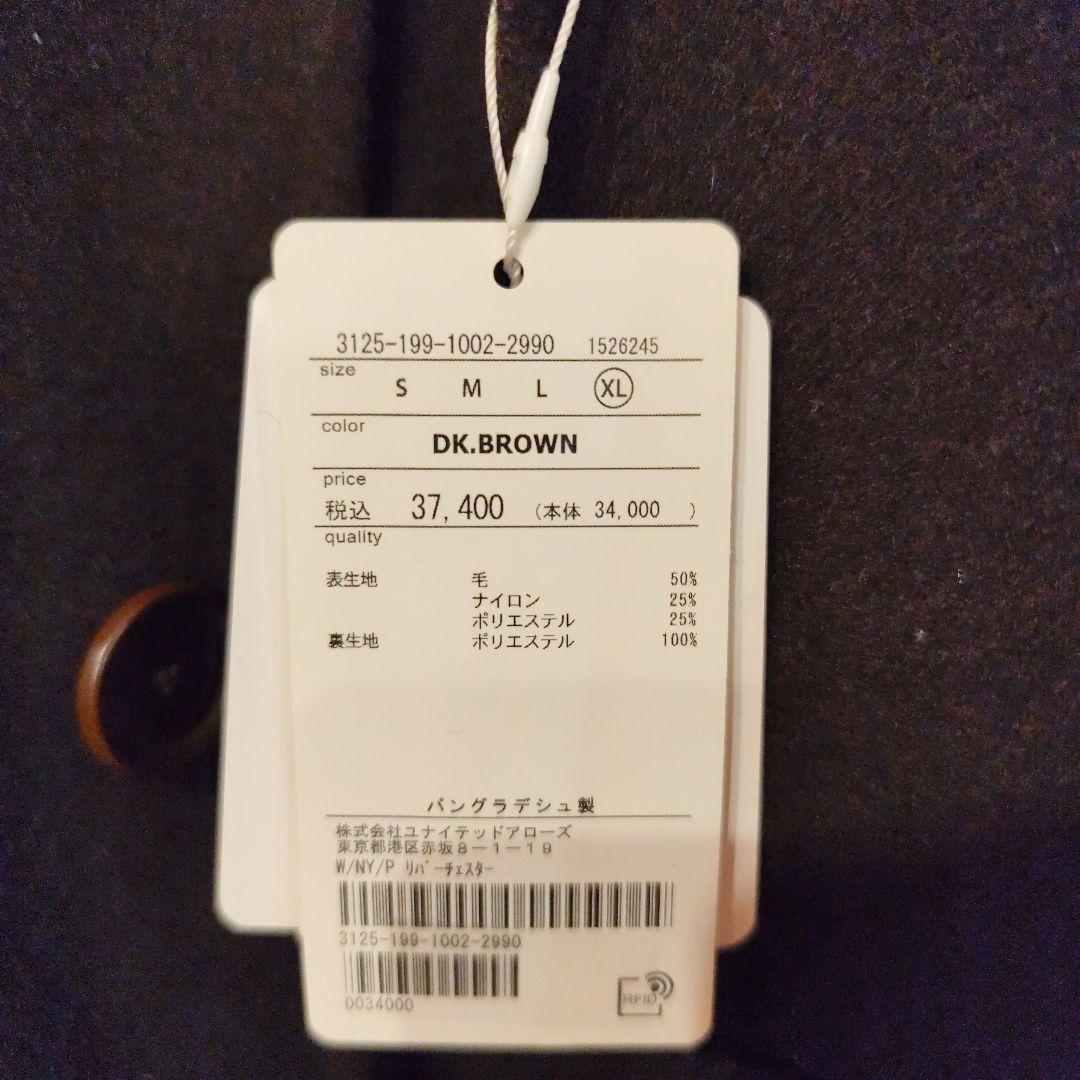 3125-199-1002-2990 1526245
size
S M L XL
color
DK.BROWN
price
税込 37,400 (本体 34,000 )
quality
表生地 毛 50%
ナイロン 25%
ポリエステル 25%
裏生地 ポリエステル 100%
バングラデシュ製
株式会社ユナイテッドアローズ
東京都港区赤坂8-1-19
W/NY/P リバーチェスター
3125-199-1002-2990
0034000
RFID